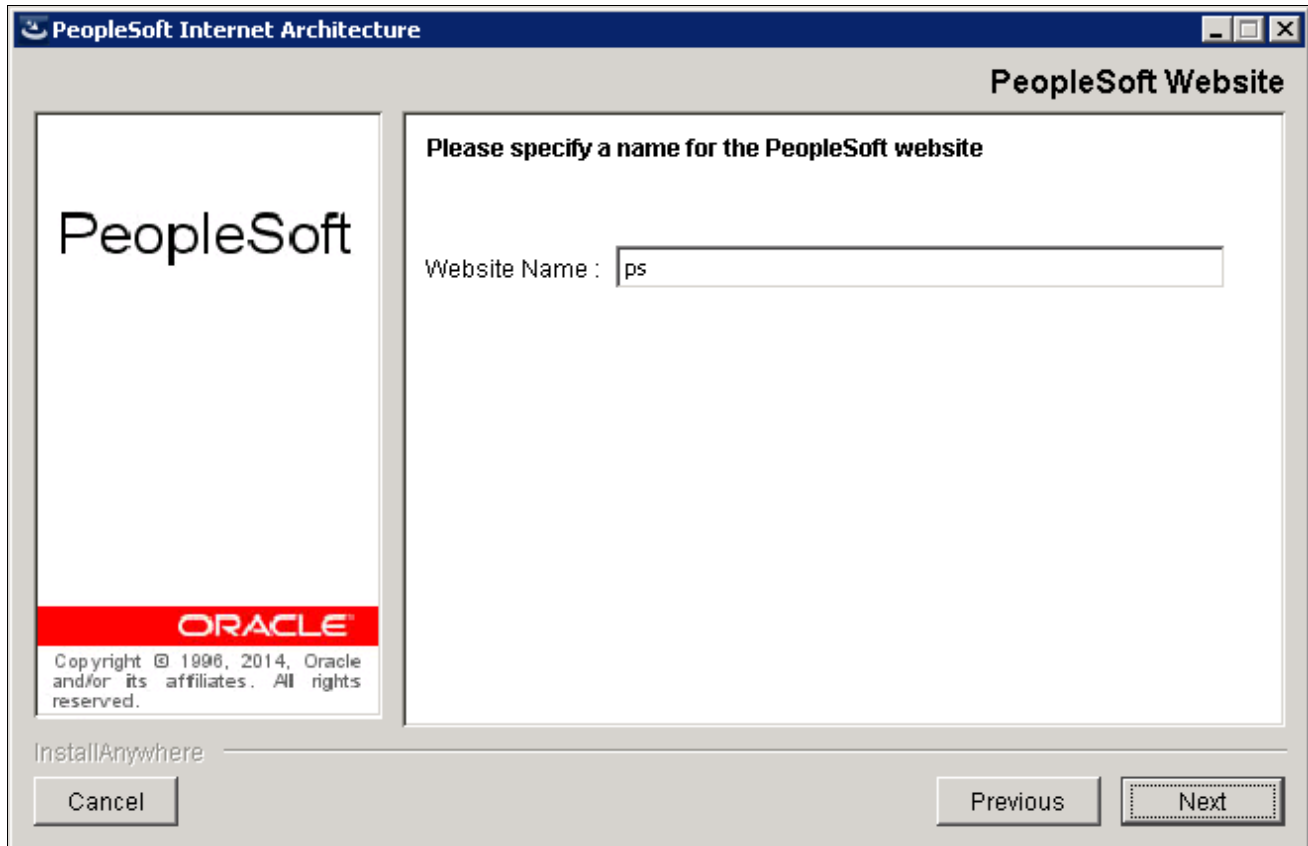 PeopleSoft Internet Architecture
PeopleSoft Website
PeopleSoft
ORACLE
Copyright © 1996, 2014, Oracle
and/or its affiliates. All rights
reserved.
Please specify a name for the PeopleSoft website
Website Name : ps
InstallAnywhere
Cancel
Previous
Next